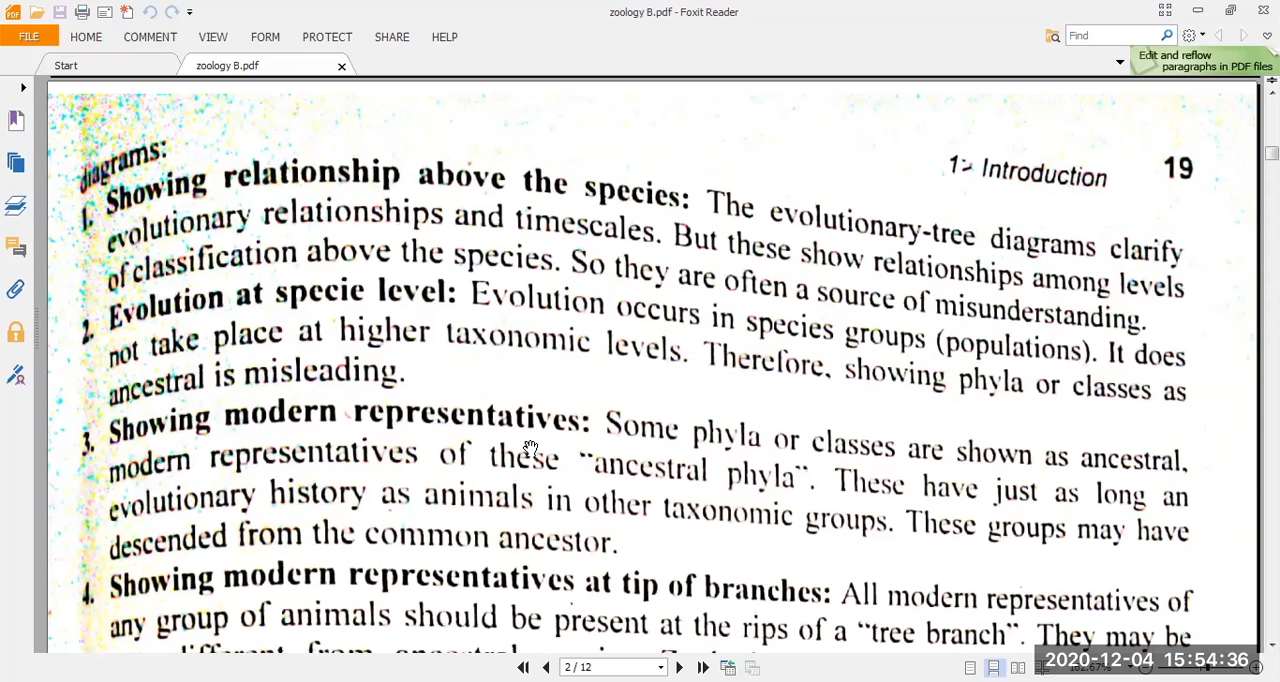 zoology B.pdf - Foxit Reader
FILE HOME COMMENT VIEW FORM PROTECT SHARE HELP
Find
Start
zoology B.pdf
Edit and reflow
paragraphs in PDF files
1> Introduction 19
diagrams:
1. Showing relationship above the species: The evolutionary-tree diagrams clarify
evolutionary relationships and timescales. But these show relationships among levels
of classification above the species. So they are often a source of misunderstanding.
2. Evolution at specie level: Evolution occurs in species groups (populations). It does
not take place at higher taxonomic levels. Therefore, showing phyla or classes as
ancestral is misleading.
3. Showing modern representatives: Some phyla or classes are shown as ancestral,
modern representatives of these "ancestral phyla". These have just as long an
evolutionary history as animals in other taxonomic groups. These groups may have
descended from the common ancestor.
4. Showing modern representatives at tip of branches: All modern representatives of
any group of animals should be present at the rips of a "tree branch". They may be
different from
2 / 12
2020-12-04 15:54:36